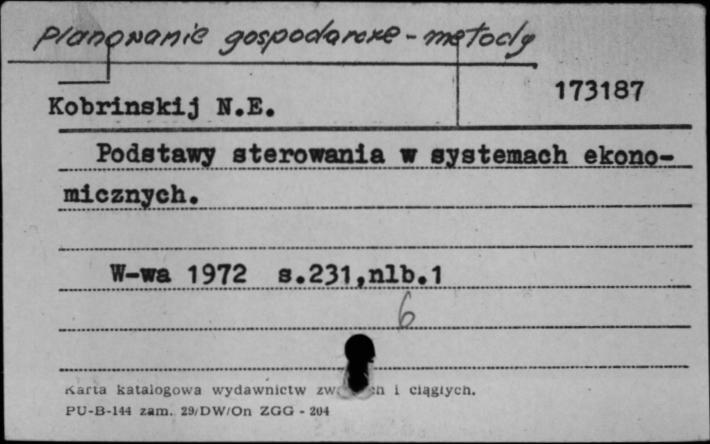 Planowanie gospodarcze - metody
173187
Kobrinskij N.E.
Podstawy sterowania w systemach ekono-
micznych.
W-wa 1972 s.231,nlb.1
6
Karta katalogowa wydawnictw i ciągłych.
PU-B-144 zam. 29/DW/On ZGG - 204